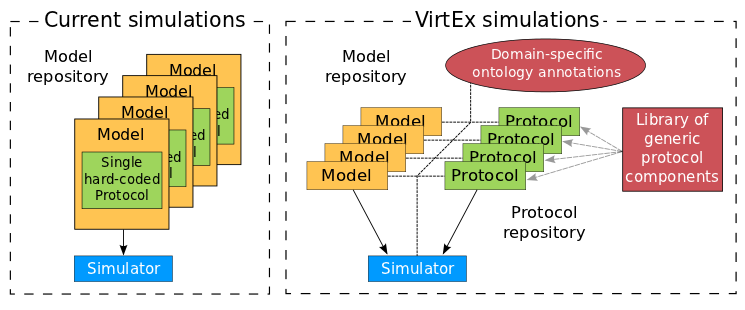 Current simulations
Model
repository
Model
Model
Model
Model
Single
hard-coded
Protocol
Simulator
VirtEx simulations
Model
repository
Domain-specific
ontology annotations
Model
Model
Model
Model
Protocol
Protocol
Protocol
Protocol
Library of
generic
protocol
components
Protocol
repository
Simulator